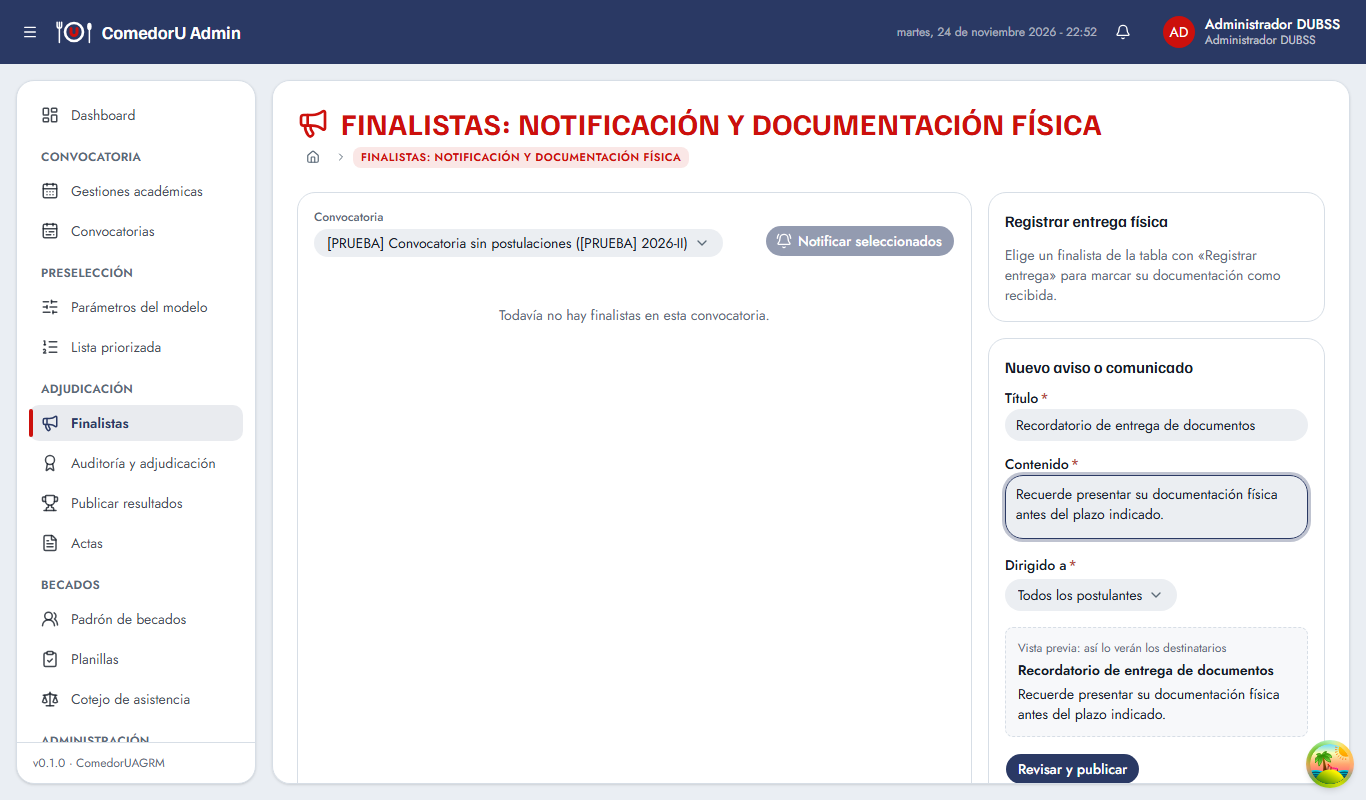 ComedorU Admin
martes, 24 de noviembre 2026 - 22:52
AD
Administrador DUBSS
Administrador DUBSS
Dashboard
CONVOCATORIA
Gestiones académicas
Convocatorias
PRESELECCIÓN
Parámetros del modelo
Lista priorizada
ADJUDICACIÓN
Finalistas
Auditoría y adjudicación
Publicar resultados
Actas
BECADOS
Padrón de becados
Planillas
Cotejo de asistencia
ADMINISTRACIÓN
v0.1.0 · ComedorUAGRM
FINALISTAS: NOTIFICACIÓN Y DOCUMENTACIÓN FÍSICA
FINALISTAS: NOTIFICACIÓN Y DOCUMENTACIÓN FÍSICA
Convocatoria
[PRUEBA] Convocatoria sin postulaciones ([PRUEBA] 2026-II)
Notificar seleccionados
Todavía no hay finalistas en esta convocatoria.
Registrar entrega física
Elige un finalista de la tabla con «Registrar
entrega» para marcar su documentación como
recibida.
Nuevo aviso o comunicado
Título *
Recordatorio de entrega de documentos
Contenido *
Recuerde presentar su documentación física
antes del plazo indicado.
Dirigido a *
Todos los postulantes
Vista previa: así lo verán los destinatarios
Recordatorio de entrega de documentos
Recuerde presentar su documentación física
antes del plazo indicado.
Revisar y publicar